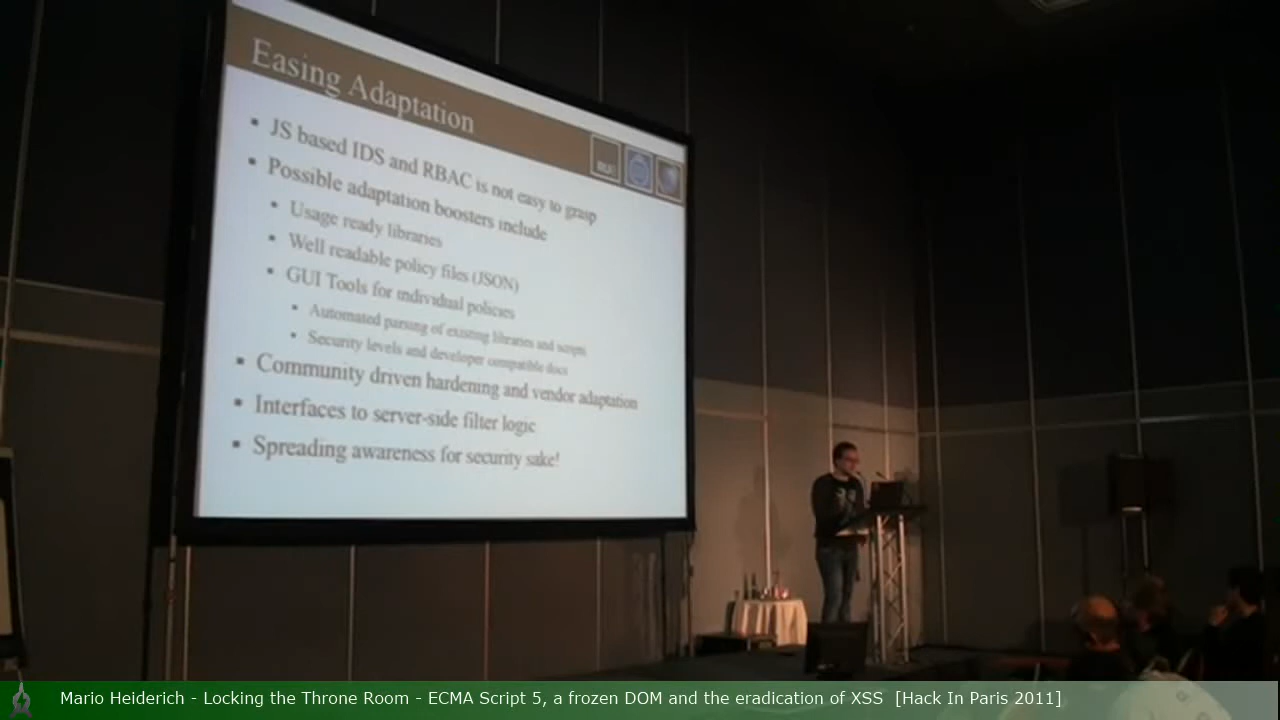 Easing Adaptation
JS based IDS and RBAC is not easy to grasp
Possible adaptation boosters include
Usage ready libraries
Well readable policy files (JSON)
GUI Tools for individual policies
Automated parsing of existing libraries and scripts
Security levels and developer compatible docs
Community driven hardening and vendor adaptation
Interfaces to server-side filter logic
Spreading awareness for security sake!
Mario Heiderich - Locking the Throne Room - ECMA Script 5, a frozen DOM and the eradication of XSS [Hack In Paris 2011]